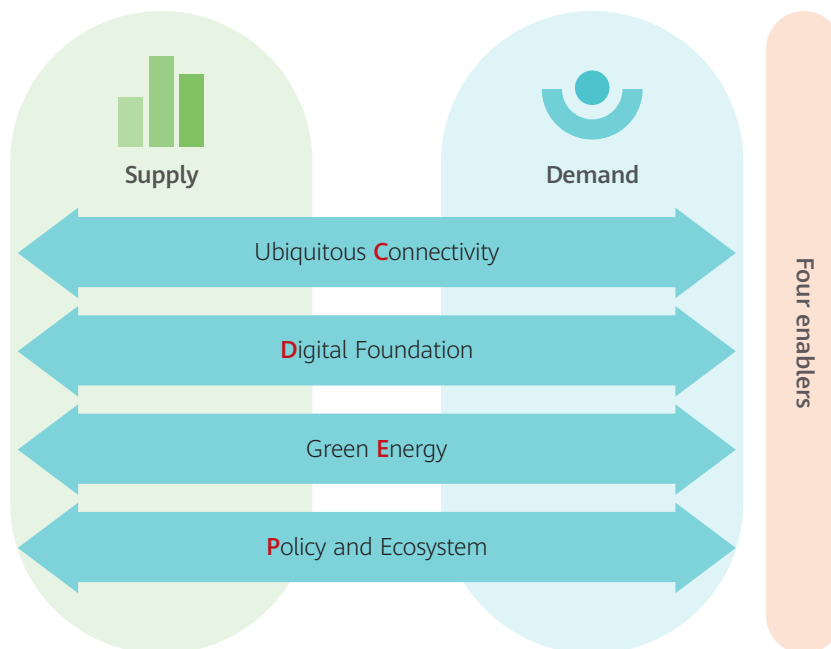 Supply
Demand
Ubiquitous Connectivity
Digital Foundation
Green Energy
Policy and Ecosystem
Four enablers